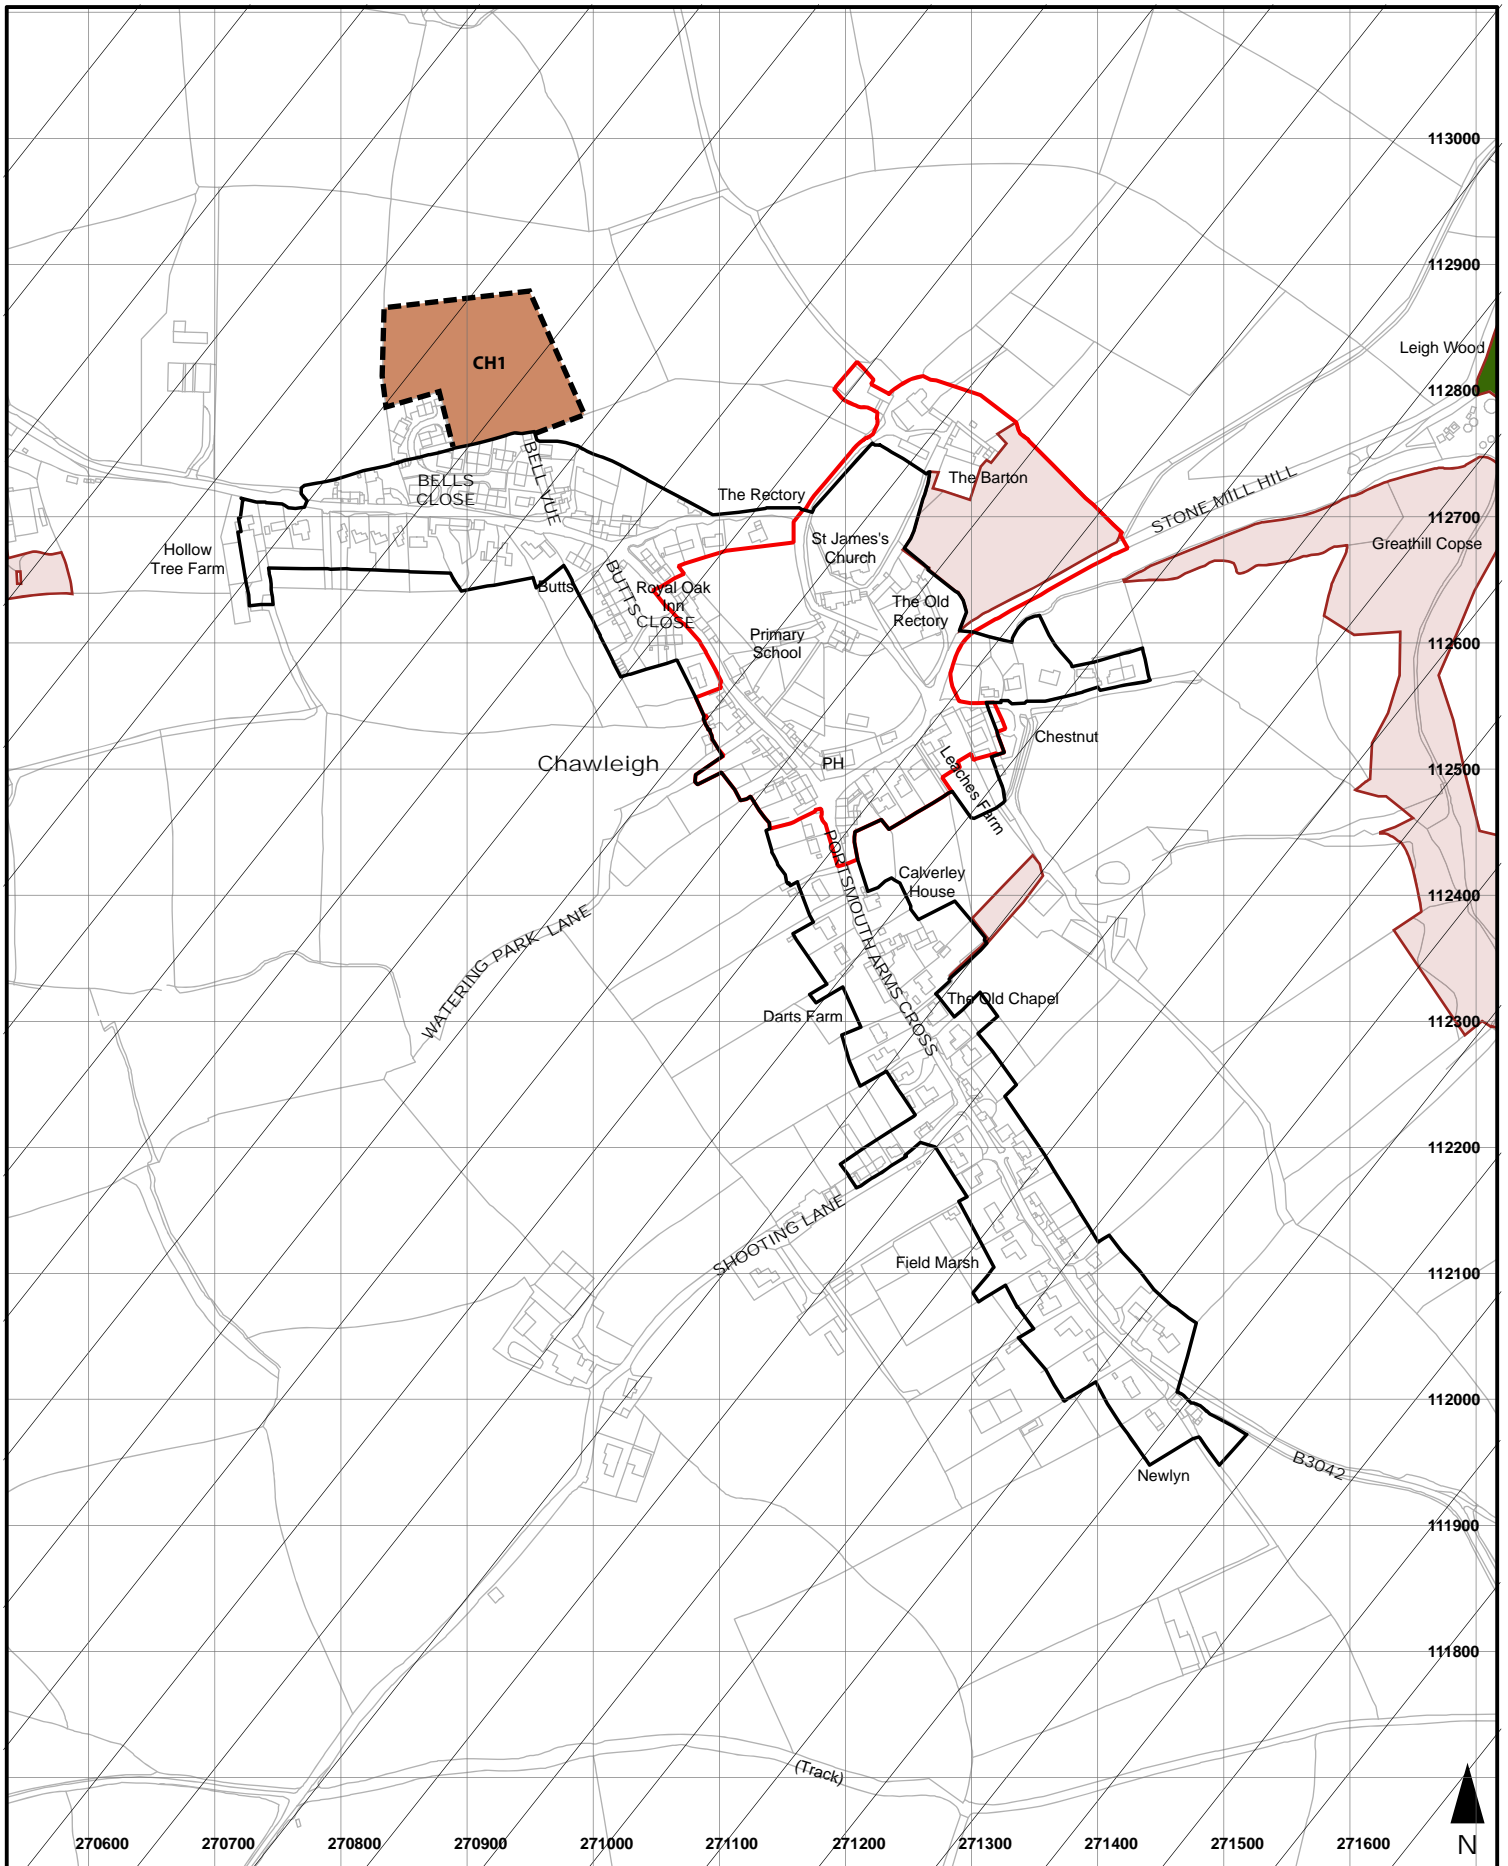 113000
112900
Leigh Wood
CH1
112800
BELLS
CLOSE
BELL VUE
The Rectory
The Barton
STONE MILL HILL
112700
Hollow
Tree Farm
St James's
Church
Greathill Copse
Butts
BUTTS
CLOSE
Royal Oak
Inn
The Old
Rectory
Primary
School
112600
Chestnut
Chawleigh
PH
Leaches Farm
112500
Calverley
House
112400
WATERING PARK LANE
PORTSMOUTH ARMS CROSS
The Old Chapel
Darts Farm
112300
112200
SHOOTING LANE
Field Marsh
112100
112000
B3042
Newlyn
111900
111800
(Track)
270600
270700
270800
270900
271000
271100
271200
271300
271400
271500
271600
N